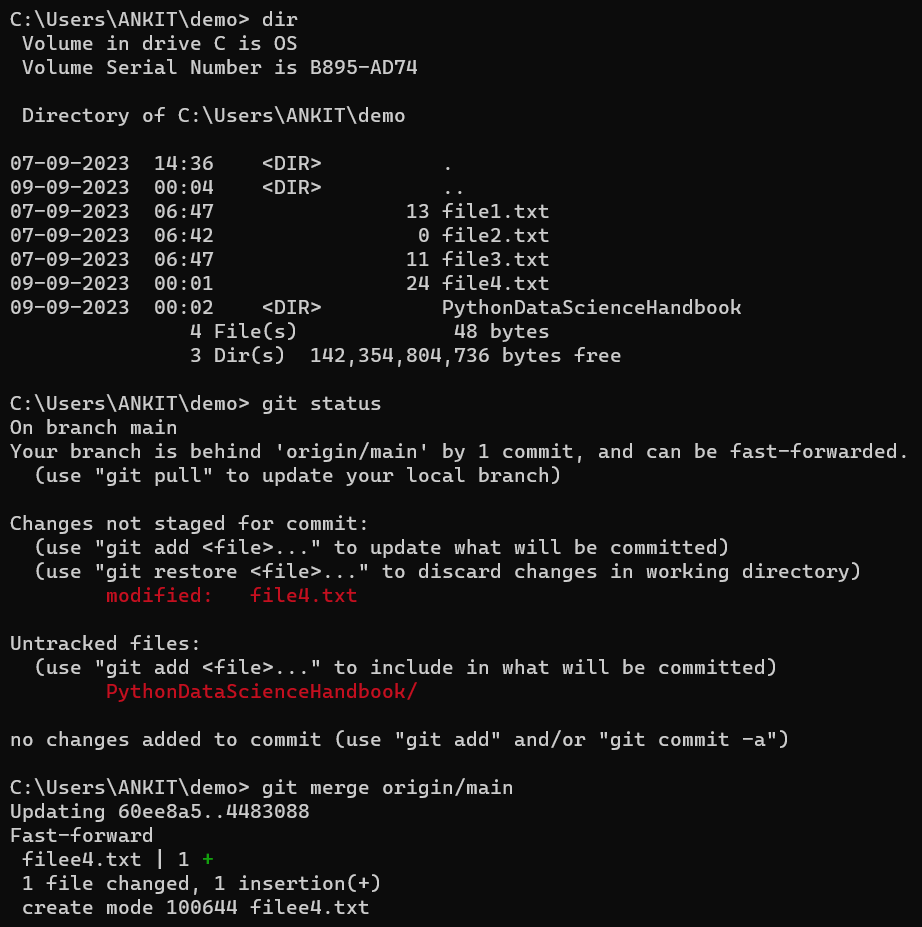 C:\Users\ANKIT\demo> dir
 Volume in drive C is OS
 Volume Serial Number is B895-AD74

 Directory of C:\Users\ANKIT\demo

07-09-2023  14:36    <DIR>          .
09-09-2023  00:04    <DIR>          ..
07-09-2023  06:47                13 file1.txt
07-09-2023  06:42                 0 file2.txt
07-09-2023  06:47                11 file3.txt
09-09-2023  00:01                24 file4.txt
09-09-2023  00:02    <DIR>          PythonDataScienceHandbook
               4 File(s)             48 bytes
               3 Dir(s)  142,354,804,736 bytes free

C:\Users\ANKIT\demo> git status
On branch main
Your branch is behind 'origin/main' by 1 commit, and can be fast-forwarded.
  (use "git pull" to update your local branch)

Changes not staged for commit:
  (use "git add <file>..." to update what will be committed)
  (use "git restore <file>..." to discard changes in working directory)
        modified:   file4.txt

Untracked files:
  (use "git add <file>..." to include in what will be committed)
        PythonDataScienceHandbook/

no changes added to commit (use "git add" and/or "git commit -a")

C:\Users\ANKIT\demo> git merge origin/main
Updating 60ee8a5..4483088
Fast-forward
 filee4.txt | 1 +
 1 file changed, 1 insertion(+)
 create mode 100644 filee4.txt